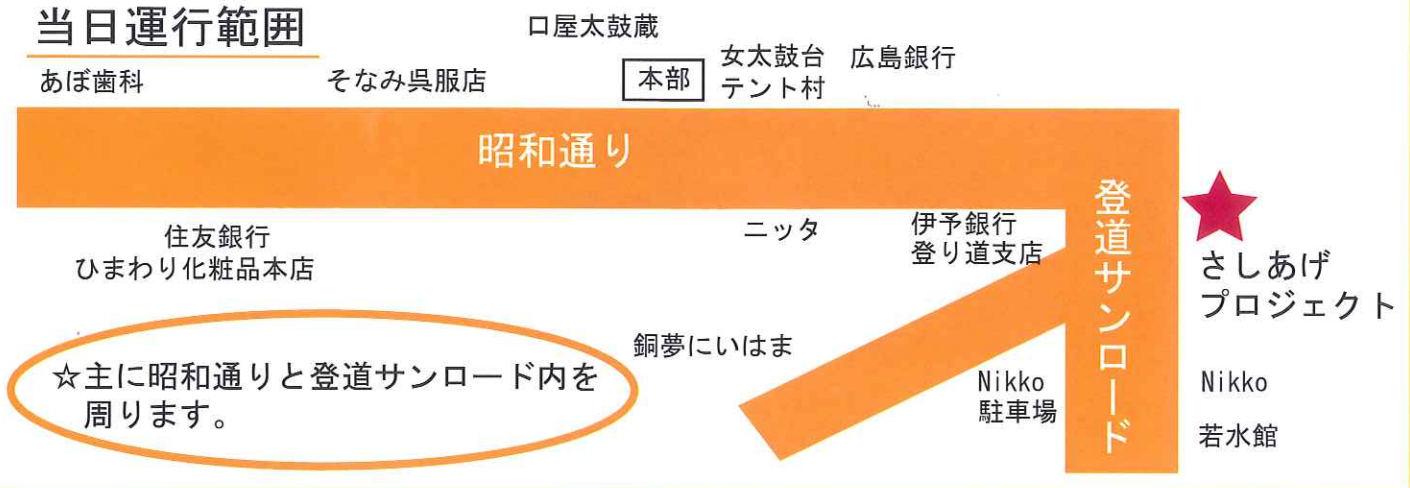 当日運行範囲
口屋太鼓蔵
あぼ歯科
そなみ呉服店
本部
女太鼓台
テント村
広島銀行
昭和通り
住友銀行
ひまわり化粧品本店
ニッタ
伊予銀行
登り道支店
登道サンロード
さしあげ
プロジェクト
☆主に昭和通りと登道サンロード内を
周ります。
銅夢にいはま
Nikko
駐車場
Nikko
若水館